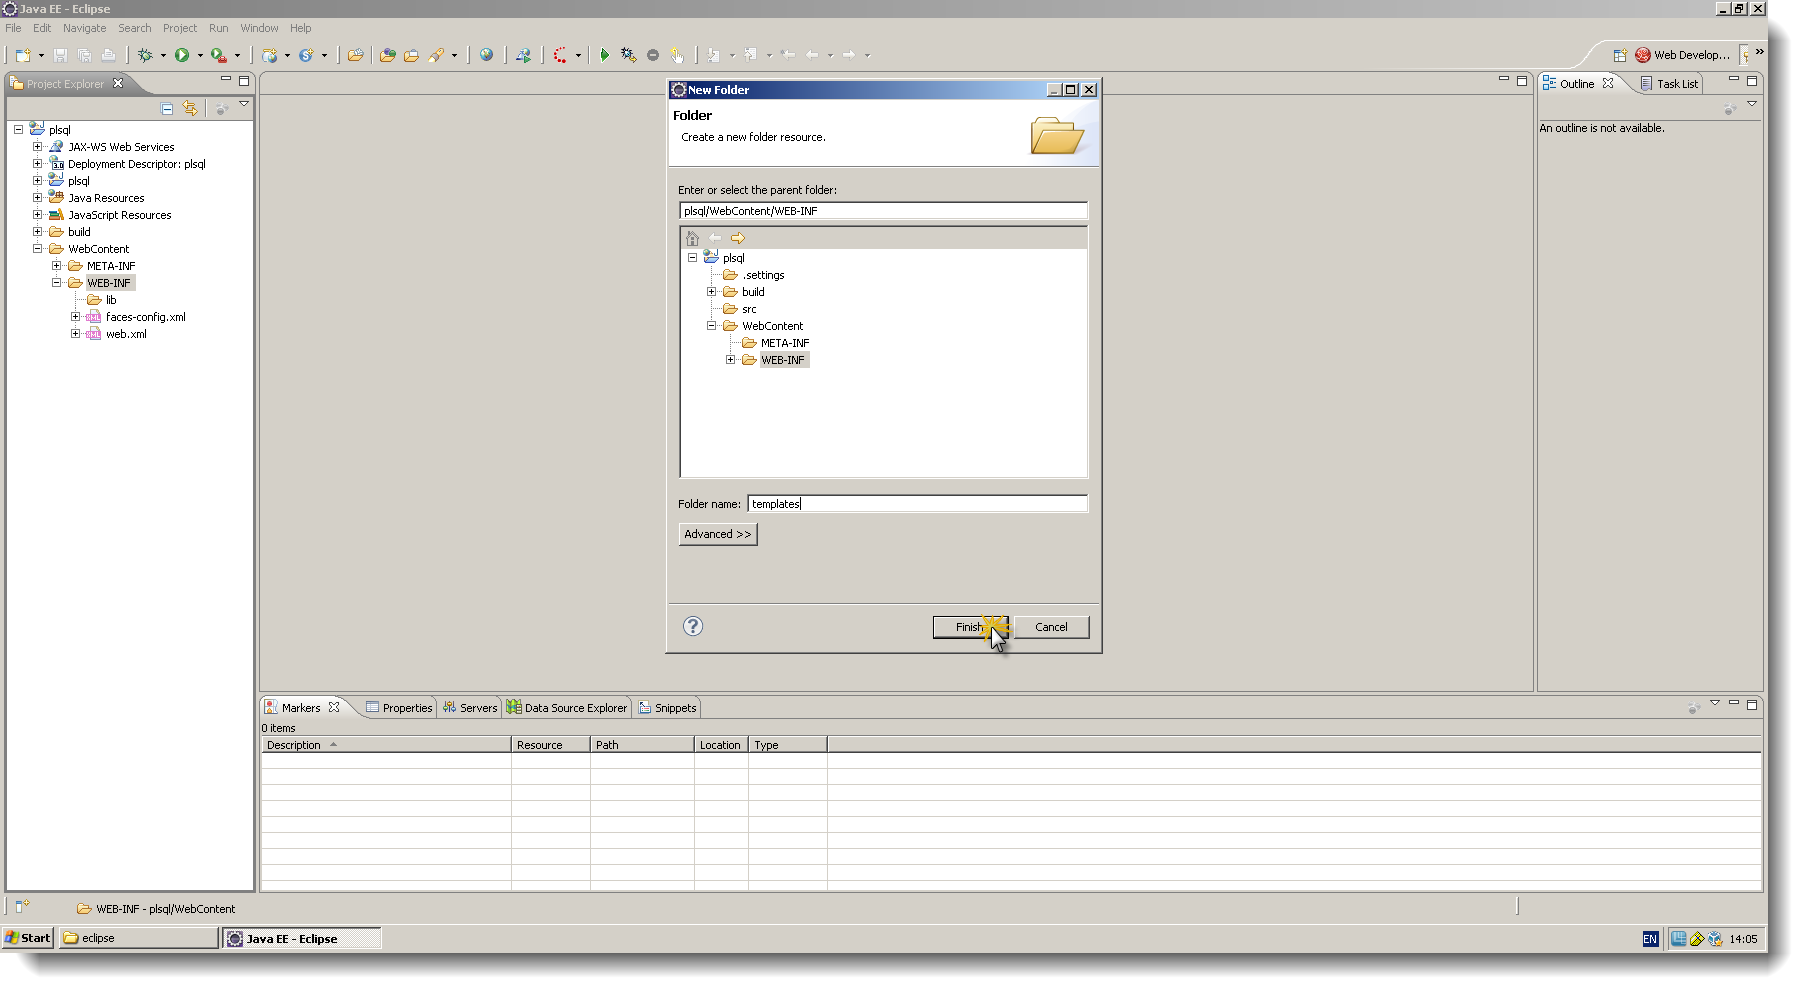 Java EE - Eclipse
File Edit Navigate Search Project Run Window Help
Web Develop... »
Project Explorer
plsql
JAX-WS Web Services
Deployment Descriptor: plsql
plsql
Java Resources
JavaScript Resources
build
WebContent
META-INF
WEB-INF
lib
faces-config.xml
web.xml
New Folder
Folder
Create a new folder resource.
Enter or select the parent folder:
plsql/WebContent/WEB-INF
plsql
.settings
build
src
WebContent
META-INF
WEB-INF
Folder name: templates
Advanced >>
Finish Cancel
Outline Task List
An outline is not available.
Markers Properties Servers Data Source Explorer Snippets
0 items
Description Resource Path Location Type
WEB-INF - plsql/WebContent
Start eclipse Java EE - Eclipse EN 14:05